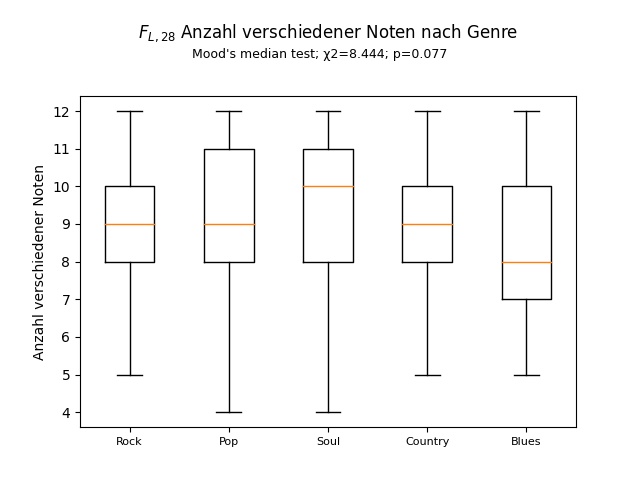 F_{L,28} Anzahl verschiedener Noten nach Genre
Mood's median test; χ2=8.444; p=0.077
Anzahl verschiedener Noten
12
11
10
9
8
7
6
5
4
Rock Pop Soul Country Blues